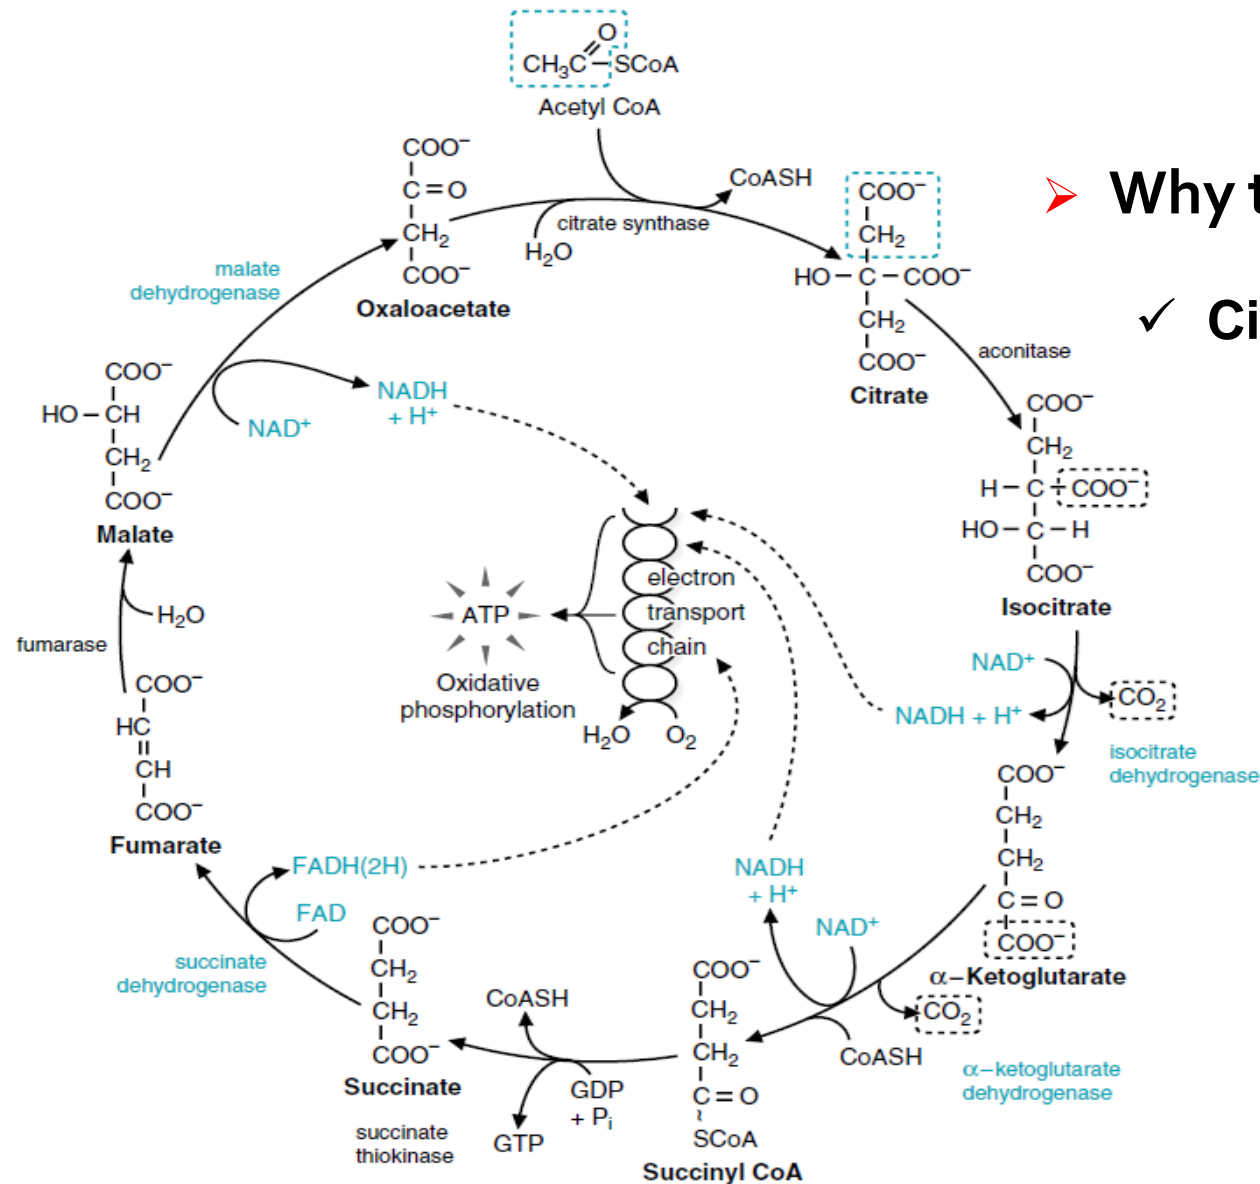 O
CH₃C–SCoA
Acetyl CoA
COO⁻
C=O
CH₂
COO⁻
Oxaloacetate
H₂O
citrate synthase
CoASH
COO⁻
CH₂
HO–C–COO⁻
CH₂
COO⁻
Citrate
Why t
Ci
aconitase
COO⁻
CH₂
H–C–COO⁻
HO–C–H
COO⁻
Isocitrate
NAD⁺
CO₂
NADH + H⁺
isocitrate
dehydrogenase
COO⁻
CH₂
CH₂
C=O
COO⁻
α–Ketoglutarate
NADH
+ H⁺
NAD⁺
CO₂
CoASH
α–ketoglutarate
dehydrogenase
COO⁻
CH₂
CH₂
C=O
SCoA
Succinyl CoA
CoASH
GDP
+ Pᵢ
GTP
succinate
thiokinase
COO⁻
CH₂
CH₂
COO⁻
Succinate
FADH(2H)
FAD
succinate
dehydrogenase
COO⁻
HC
CH
COO⁻
Fumarate
fumarase
H₂O
COO⁻
HO–CH
CH₂
COO⁻
Malate
malate
dehydrogenase
NAD⁺
NADH
+ H⁺
electron
transport
chain
ATP
Oxidative
phosphorylation
H₂O
O₂